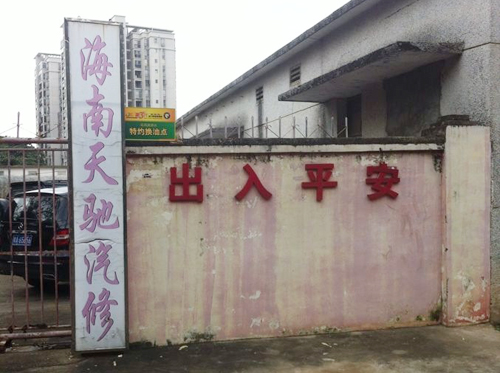 海南天驰汽修
特约换油点
出入平安